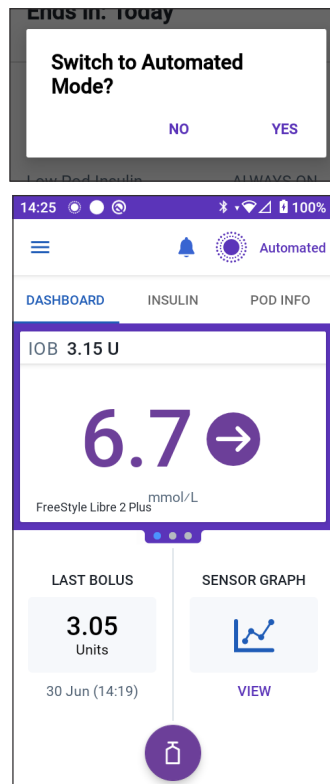 Ends in: Today
Switch to Automated
Mode?
NO YES
Low Pod Insulin ALWAYS ON
14:25 100%
Automated
DASHBOARD INSULIN POD INFO
IOB 3.15 U
6.7
mmol/L
FreeStyle Libre 2 Plus
LAST BOLUS SENSOR GRAPH
3.05
Units
30 Jun (14:19) VIEW